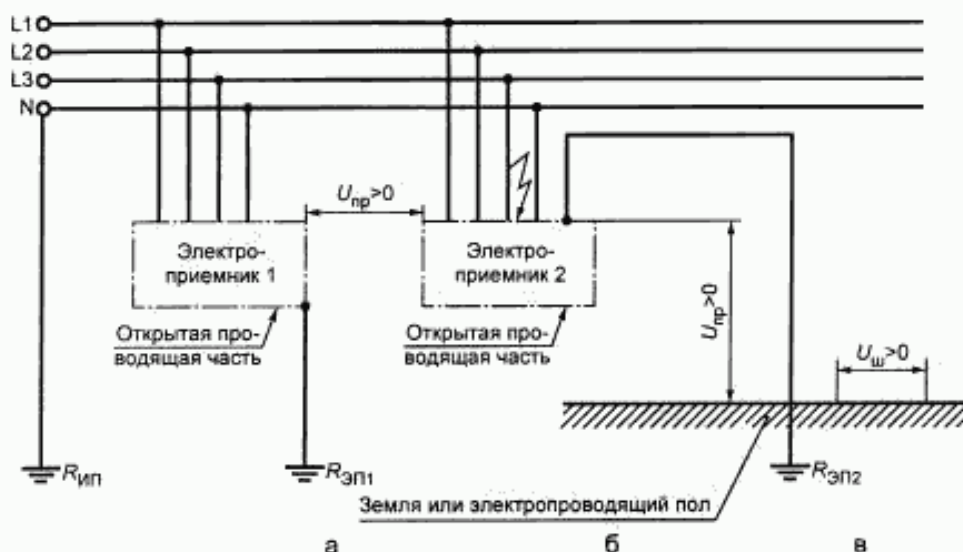 L1
L2
L3
N
Uпр>0
Электро-
приемник 1
Электро-
приемник 2
Открытая про-
водящая часть
Открытая про-
водящая часть
Uпр>0
Uш>0
RИП
RЭП1
RЭП2
Земля или электропроводящий пол
а
б
в